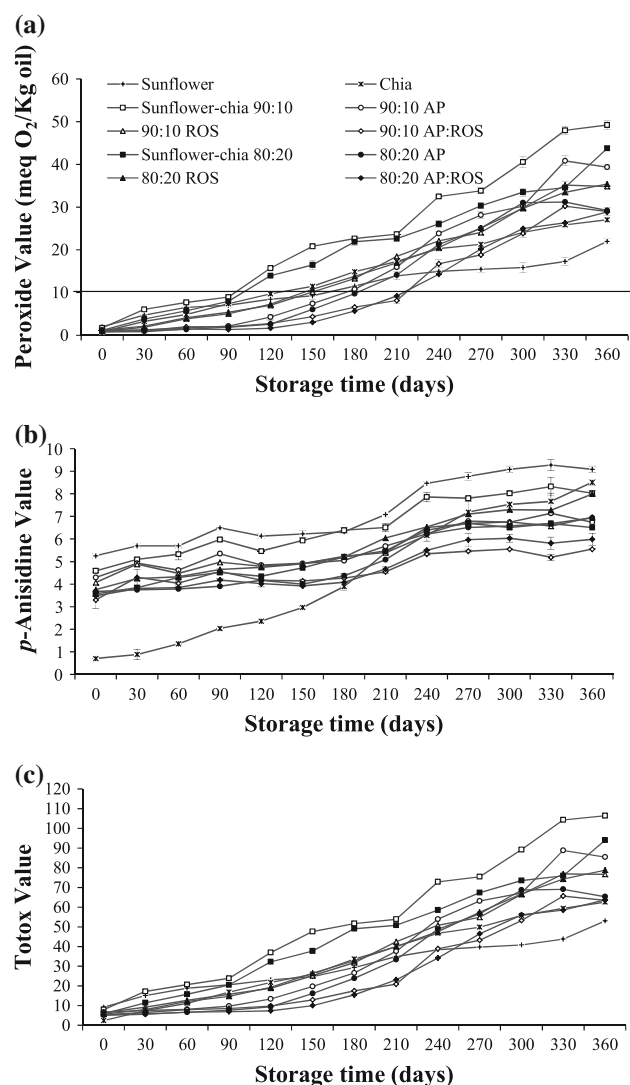 (a)
Peroxide Value (meq O₂/Kg oil)
60
50
40
30
20
10
0
Sunflower
Chia
Sunflower-chia 90:10
90:10 AP
90:10 ROS
90:10 AP:ROS
Sunflower-chia 80:20
80:20 AP
80:20 ROS
80:20 AP:ROS
0 30 60 90 120 150 180 210 240 270 300 330 360
Storage time (days)
(b)
p-Anisidine Value
10
9
8
7
6
5
4
3
2
1
0
0 30 60 90 120 150 180 210 240 270 300 330 360
Storage time (days)
(c)
Totox Value
120
110
100
90
80
70
60
50
40
30
20
10
0
0 30 60 90 120 150 180 210 240 270 300 330 360
Storage Time (days)